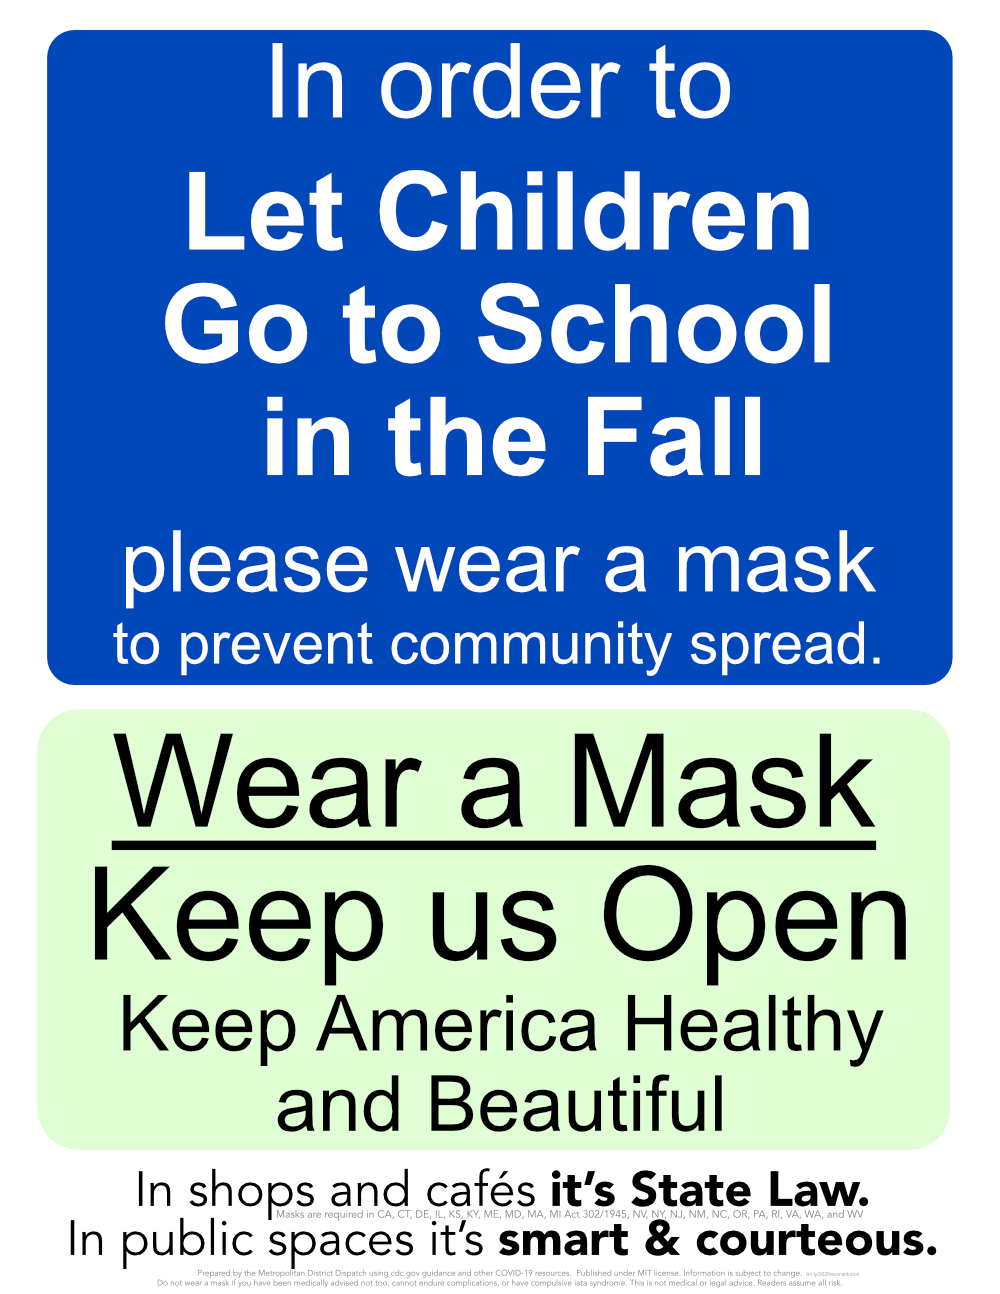 In order to
Let Children
Go to School
in the Fall
please wear a mask
to prevent community spread.
Wear a Mask
Keep us Open
Keep America Healthy
and Beautiful
In shops and cafés it's State Law.
Masks are required in CA, CT, DE, IL, KS, KY, ME, MD, MA, MI Act 302/1945, NV, NY, NJ, NM, NC, OR, PA, RI, VA, WA, and WV
In public spaces it's smart & courteous.
Prepared by the Metropolitan District Dispatch using cdc.gov guidance and other COVID-19 resources. Published under MIT license. Information is subject to change.
Do not wear a mask if you have been medically advised not too, cannot endure complications, or have compulsive iata syndrome. This is not medical or legal advice. Readers assume all risk.